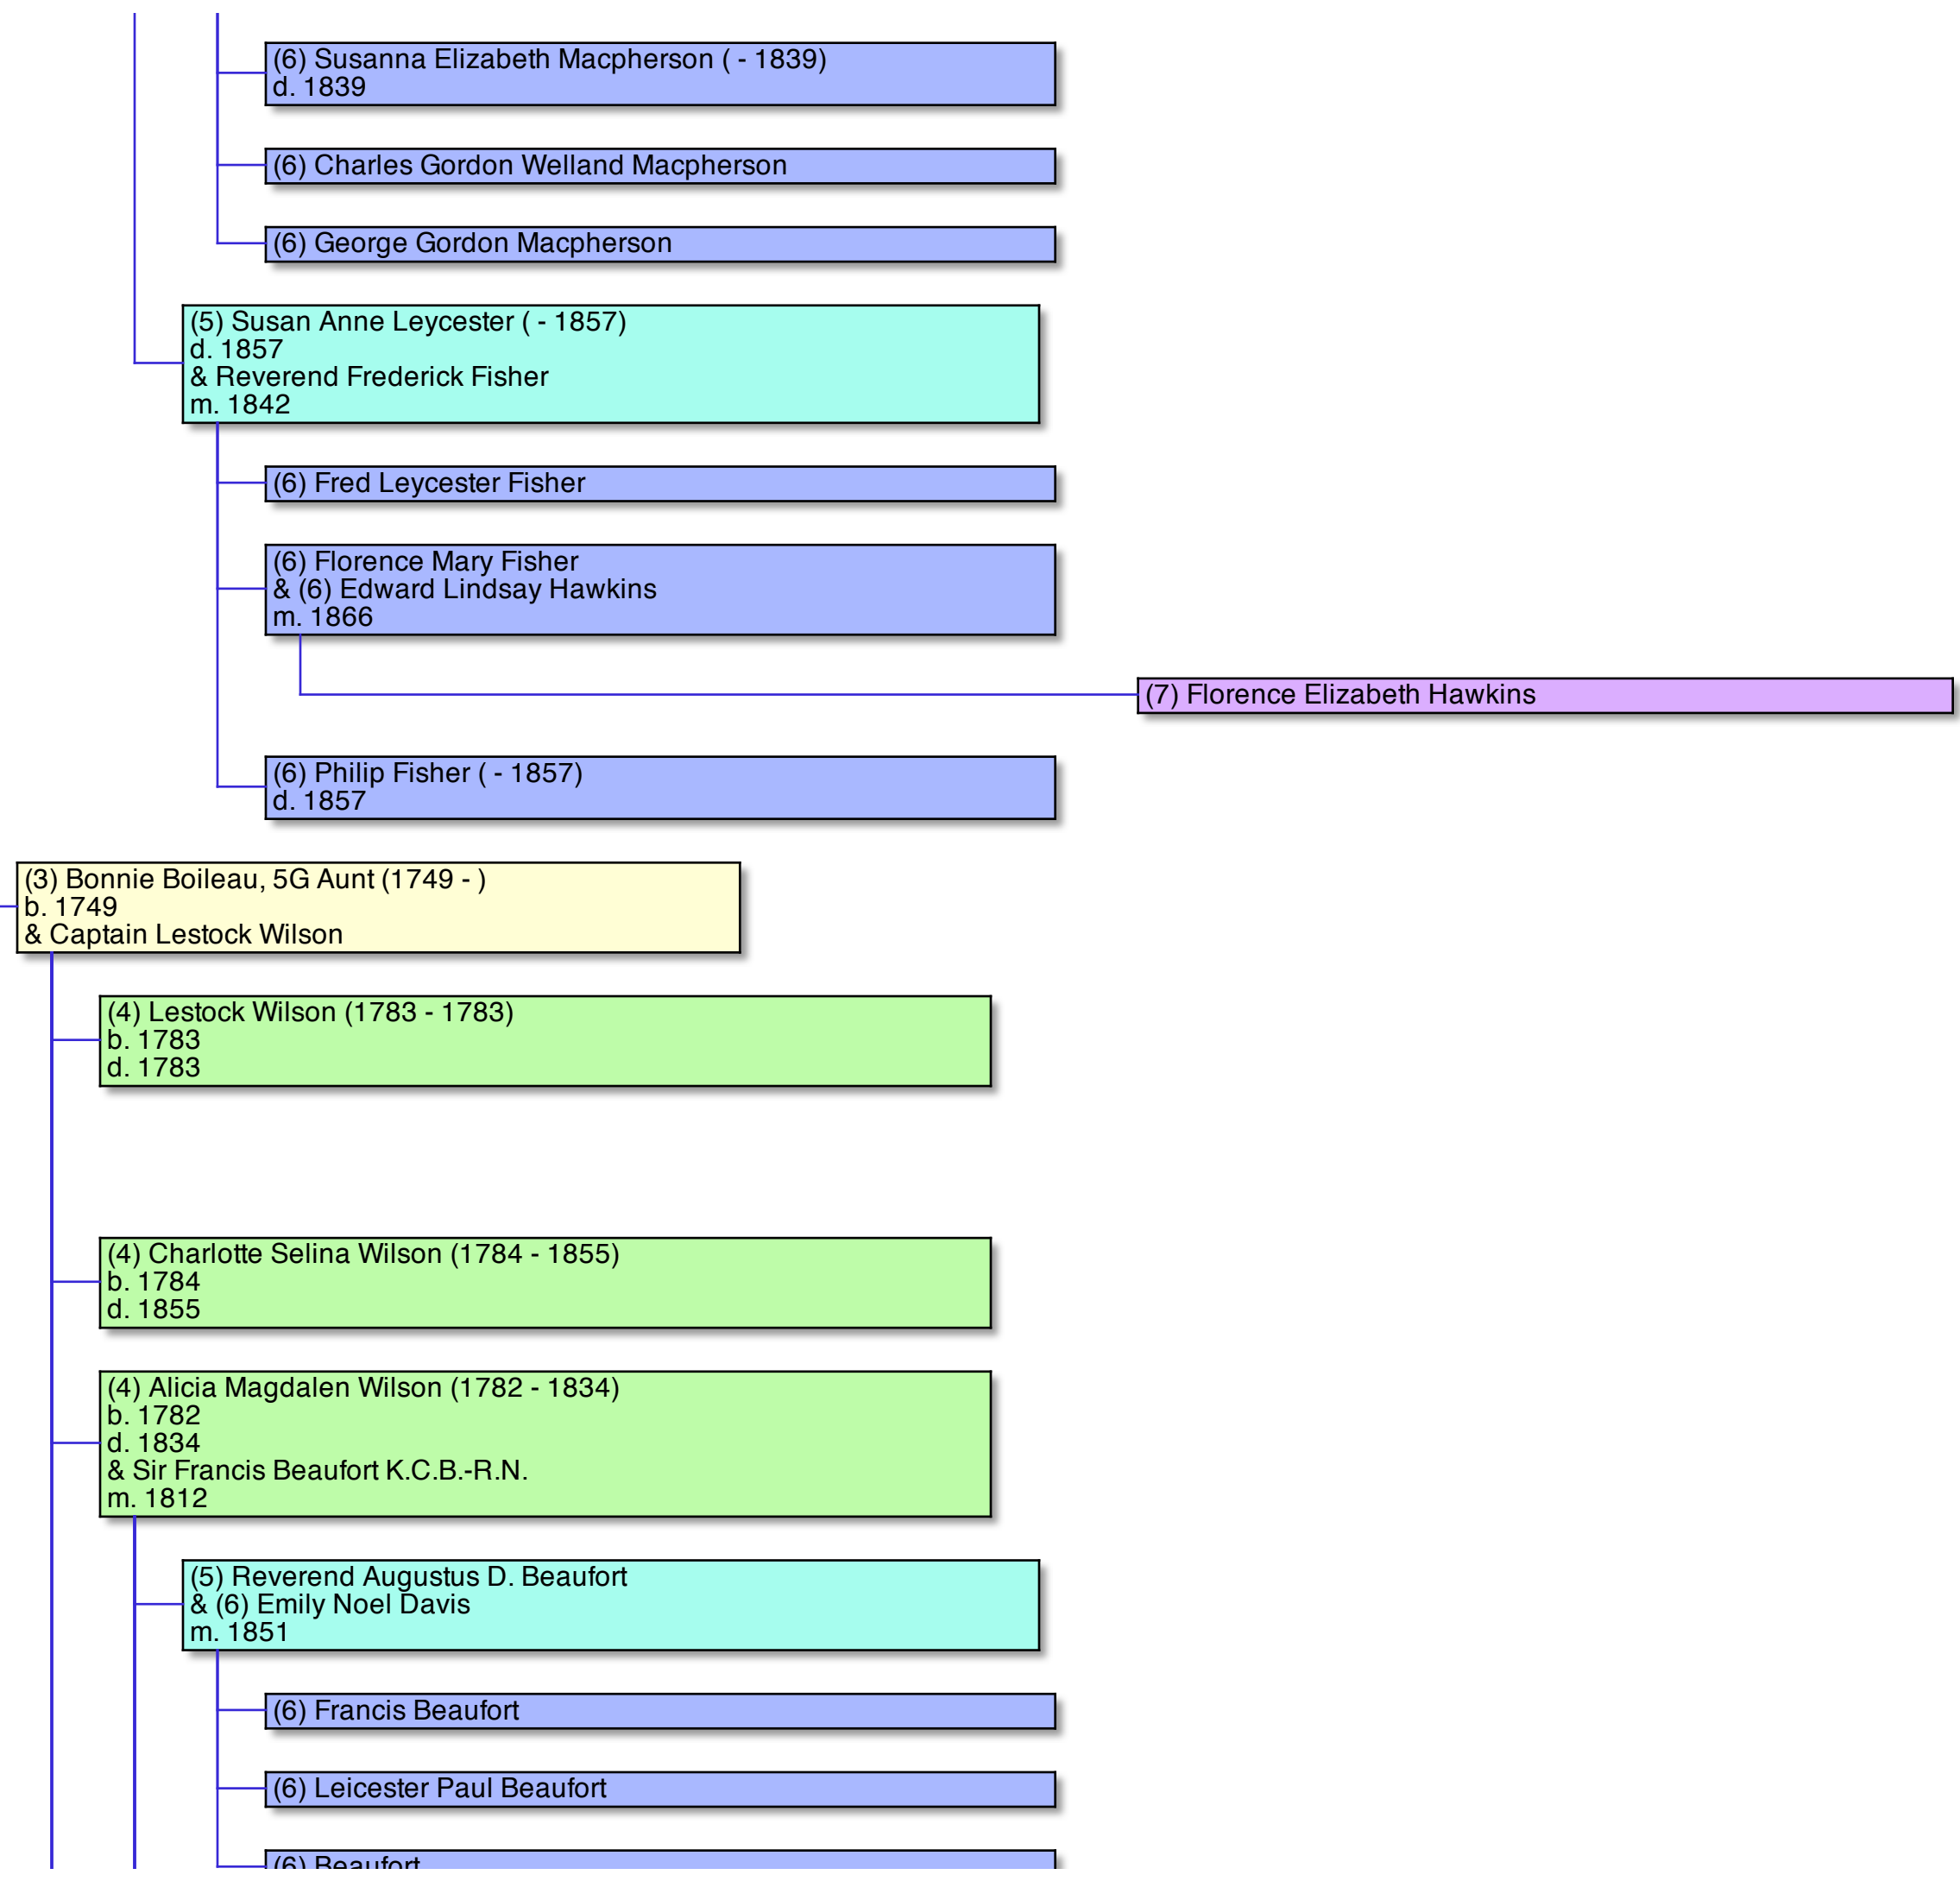 (6) Susanna Elizabeth Macpherson ( - 1839)
d. 1839
(6) Charles Gordon Welland Macpherson
(6) George Gordon Macpherson
(5) Susan Anne Leycester ( - 1857)
d. 1857
& Reverend Frederick Fisher
m. 1842
(6) Fred Leycester Fisher
(6) Florence Mary Fisher
& (6) Edward Lindsay Hawkins
m. 1866
(7) Florence Elizabeth Hawkins
(6) Philip Fisher ( - 1857)
d. 1857
(3) Bonnie Boileau, 5G Aunt (1749 - )
b. 1749
& Captain Lestock Wilson
(4) Lestock Wilson (1783 - 1783)
b. 1783
d. 1783
(4) Charlotte Selina Wilson (1784 - 1855)
b. 1784
d. 1855
(4) Alicia Magdalen Wilson (1782 - 1834)
b. 1782
d. 1834
& Sir Francis Beaufort K.C.B.-R.N.
m. 1812
(5) Reverend Augustus D. Beaufort
& (6) Emily Noel Davis
m. 1851
(6) Francis Beaufort
(6) Leicester Paul Beaufort
(6) Beaufort